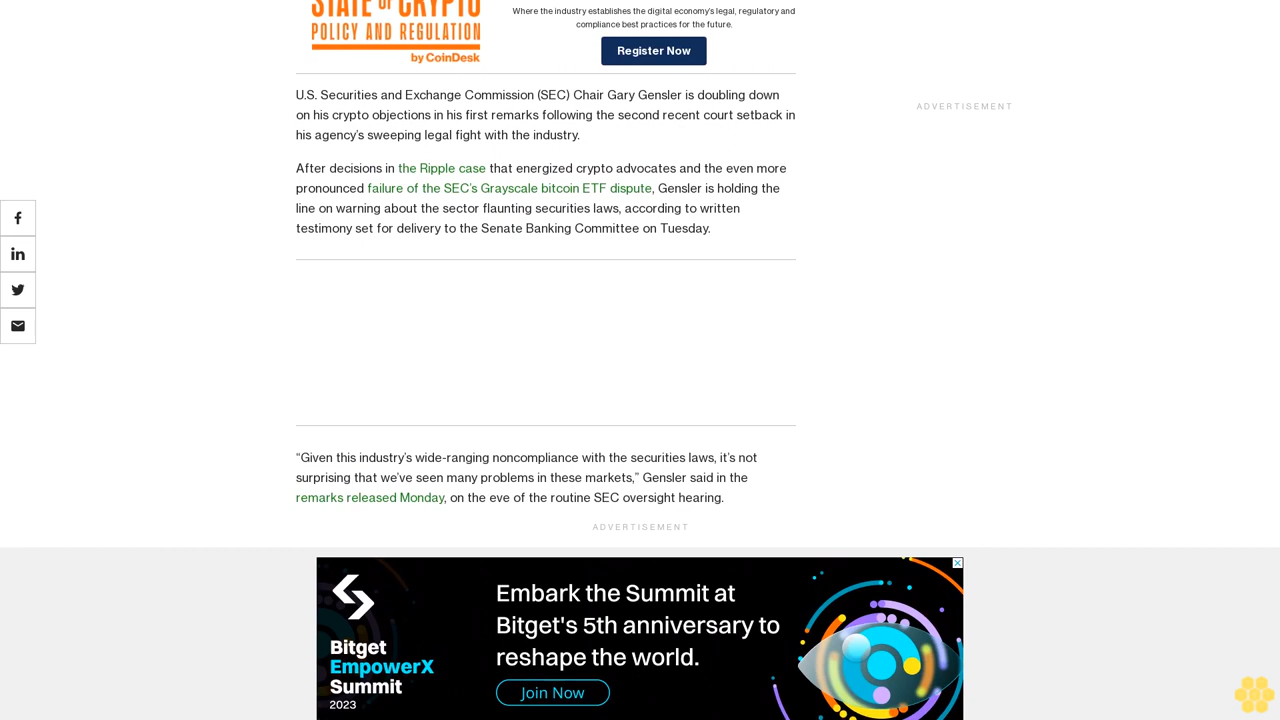 STATE OF CRYPTO
POLICY AND REGULATION
by CoinDesk
Where the industry establishes the digital economy's legal, regulatory and
compliance best practices for the future.
Register Now
U.S. Securities and Exchange Commission (SEC) Chair Gary Gensler is doubling down
on his crypto objections in his first remarks following the second recent court setback in
his agency’s sweeping legal fight with the industry.
ADVERTISEMENT
After decisions in the Ripple case that energized crypto advocates and the even more
pronounced failure of the SEC’s Grayscale bitcoin ETF dispute, Gensler is holding the
line on warning about the sector flaunting securities laws, according to written
testimony set for delivery to the Senate Banking Committee on Tuesday.
“Given this industry’s wide-ranging noncompliance with the securities laws, it’s not
surprising that we’ve seen many problems in these markets,” Gensler said in the
remarks released Monday, on the eve of the routine SEC oversight hearing.
ADVERTISEMENT
Bitget
EmpowerX
Summit
2023
Embark the Summit at
Bitget's 5th anniversary to
reshape the world.
Join Now